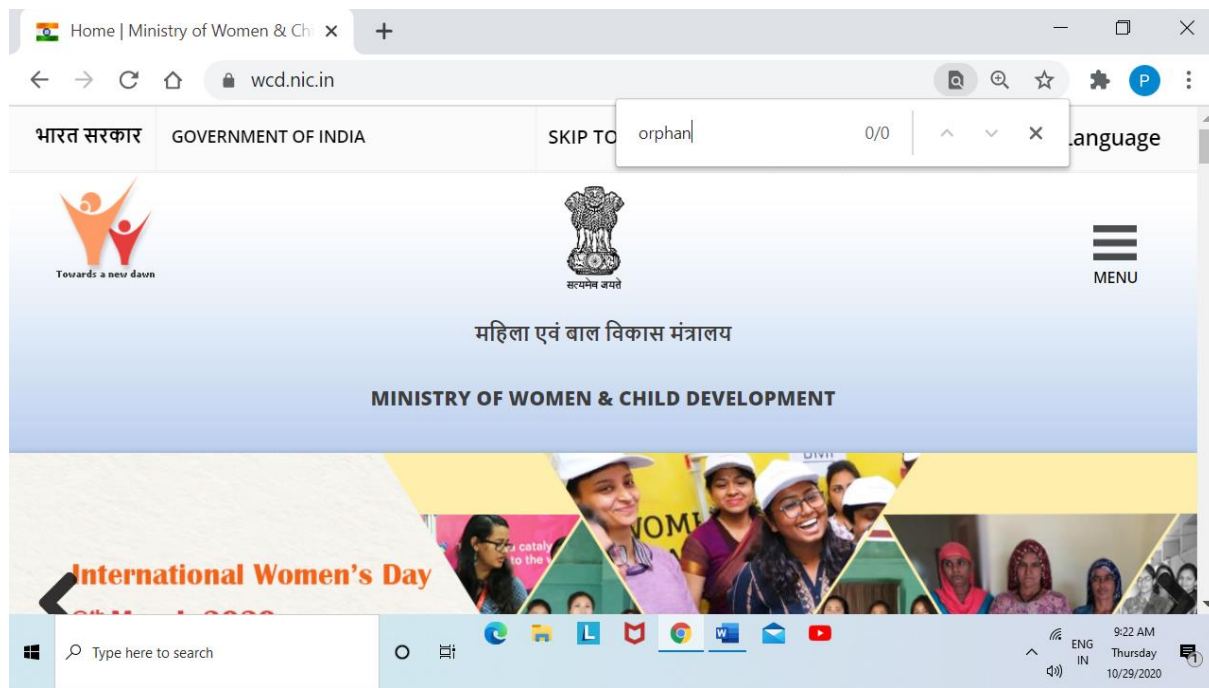 Home | Ministry of Women & Ch
wcd.nic.in
orphan 0/0
भारत सरकार GOVERNMENT OF INDIA SKIP TO anguage
Towards a new dawn
सत्यमेव जयते
MENU
महिला एवं बाल विकास मंत्रालय
MINISTRY OF WOMEN & CHILD DEVELOPMENT
International Women's Day
Type here to search
ENG
IN
9:22 AM
Thursday
10/29/2020
P
L
1